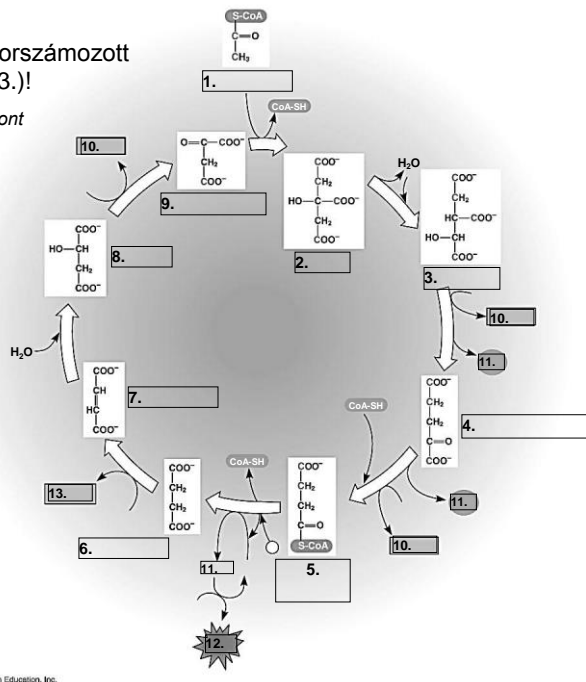 orszámozott
3.)!
ont
S-CoA
C=O
CH₃
1.
CoA-SH
10.
O=C—COO⁻
CH₂
COO⁻
9.
COO⁻
CH₂
HO—C—COO⁻
CH₂
COO⁻
2.
H₂O
COO⁻
CH₂
HC—COO⁻
HO—CH
COO⁻
3.
COO⁻
HO—CH
CH₂
COO⁻
8.
10.
11.
H₂O
COO⁻
CH
HC
COO⁻
7.
CoA-SH
COO⁻
CH₂
CH₂
C=O
COO⁻
4.
13.
COO⁻
CH₂
CH₂
COO⁻
6.
CoA-SH
COO⁻
CH₂
CH₂
C=O
S-CoA
5.
11.
10.
11.
12.
Education, Inc.